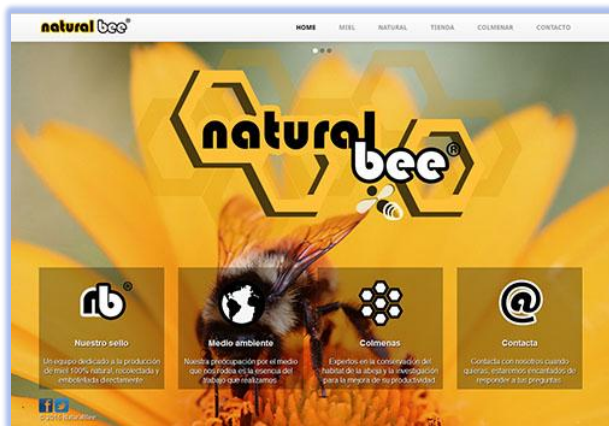 natural bee®
HOME MIEL NATURAL TIENDA COLMENAR CONTACTO
natural
bee®
nb®
@
Nuestro sello
Medio ambiente
Colmenas
Contacta
Un equipo dedicado a la producción
de miel 100% natural, recolectada y
embotellada directamente.
Nuestra preocupación por el medio
que nos rodea es la esencia del
trabajo que realizamos.
Expertos en la conservación del
habitat de la abeja y la investigación
para la mejora de su productividad.
Contacta con nosotros cuando
quieras, estaremos encantados de
responder a tus preguntas.
f